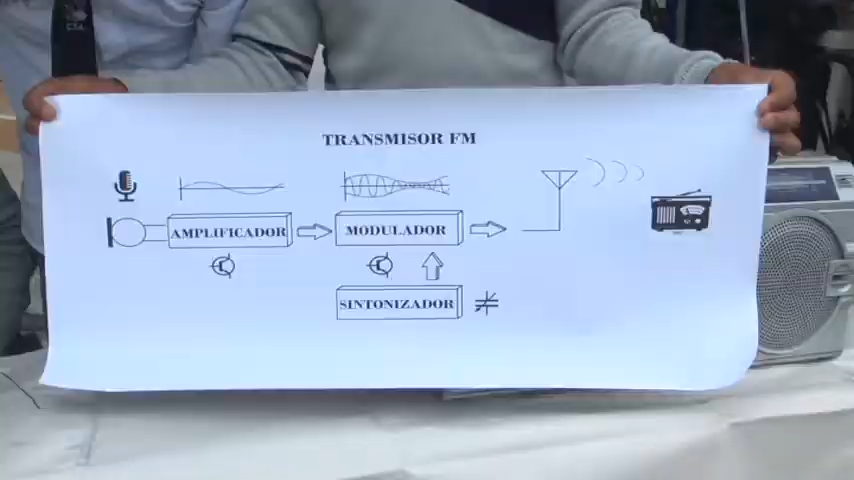 TRANSMISOR FM
AMPLIFICADOR
MODULADOR
SINTONIZADOR